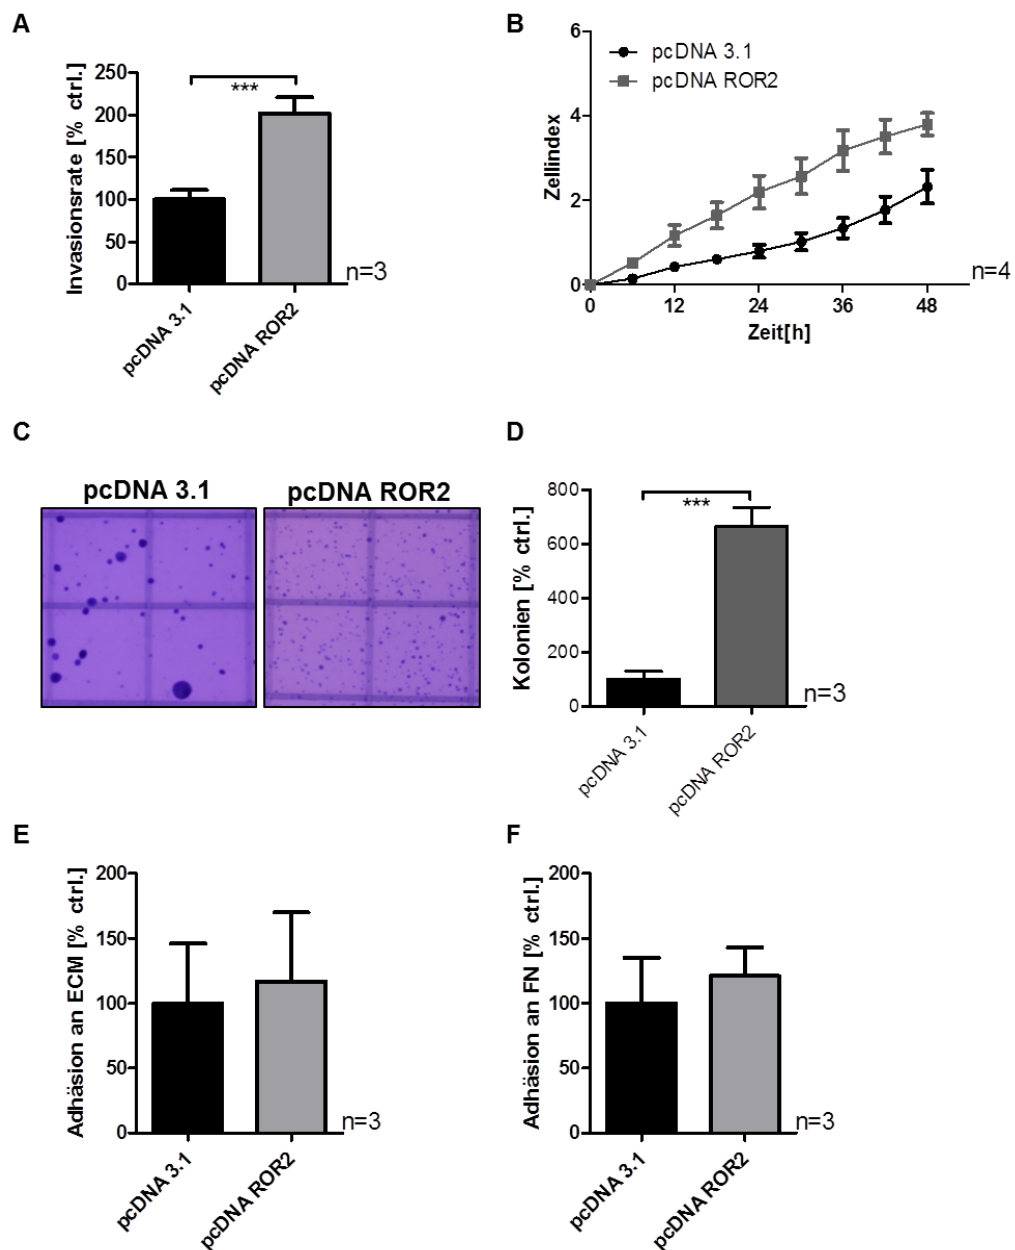 A
Invasionsrate [% ctrl.]
250
200
150
100
50
0
***
n=3
pcDNA 3.1
pcDNA ROR2
B
pcDNA 3.1
pcDNA ROR2
Zellindex
6
4
2
0
n=4
0 12 24 36 48
Zeit[h]
C
pcDNA 3.1
pcDNA ROR2
D
Kolonien [% ctrl.]
800
600
400
200
0
***
n=3
pcDNA 3.1
pcDNA ROR2
E
Adhäsion an ECM [% ctrl.]
200
150
100
50
0
n=3
pcDNA 3.1
pcDNA ROR2
F
Adhäsion an FN [% ctrl.]
200
150
100
50
0
n=3
pcDNA 3.1
pcDNA ROR2